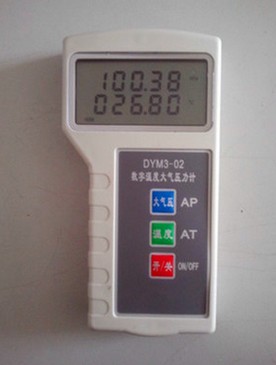 100.38
026.80 %
DYM3-02
数字温度大气压力计
大气压 AP
温度 AT
开/关 ON/OFF